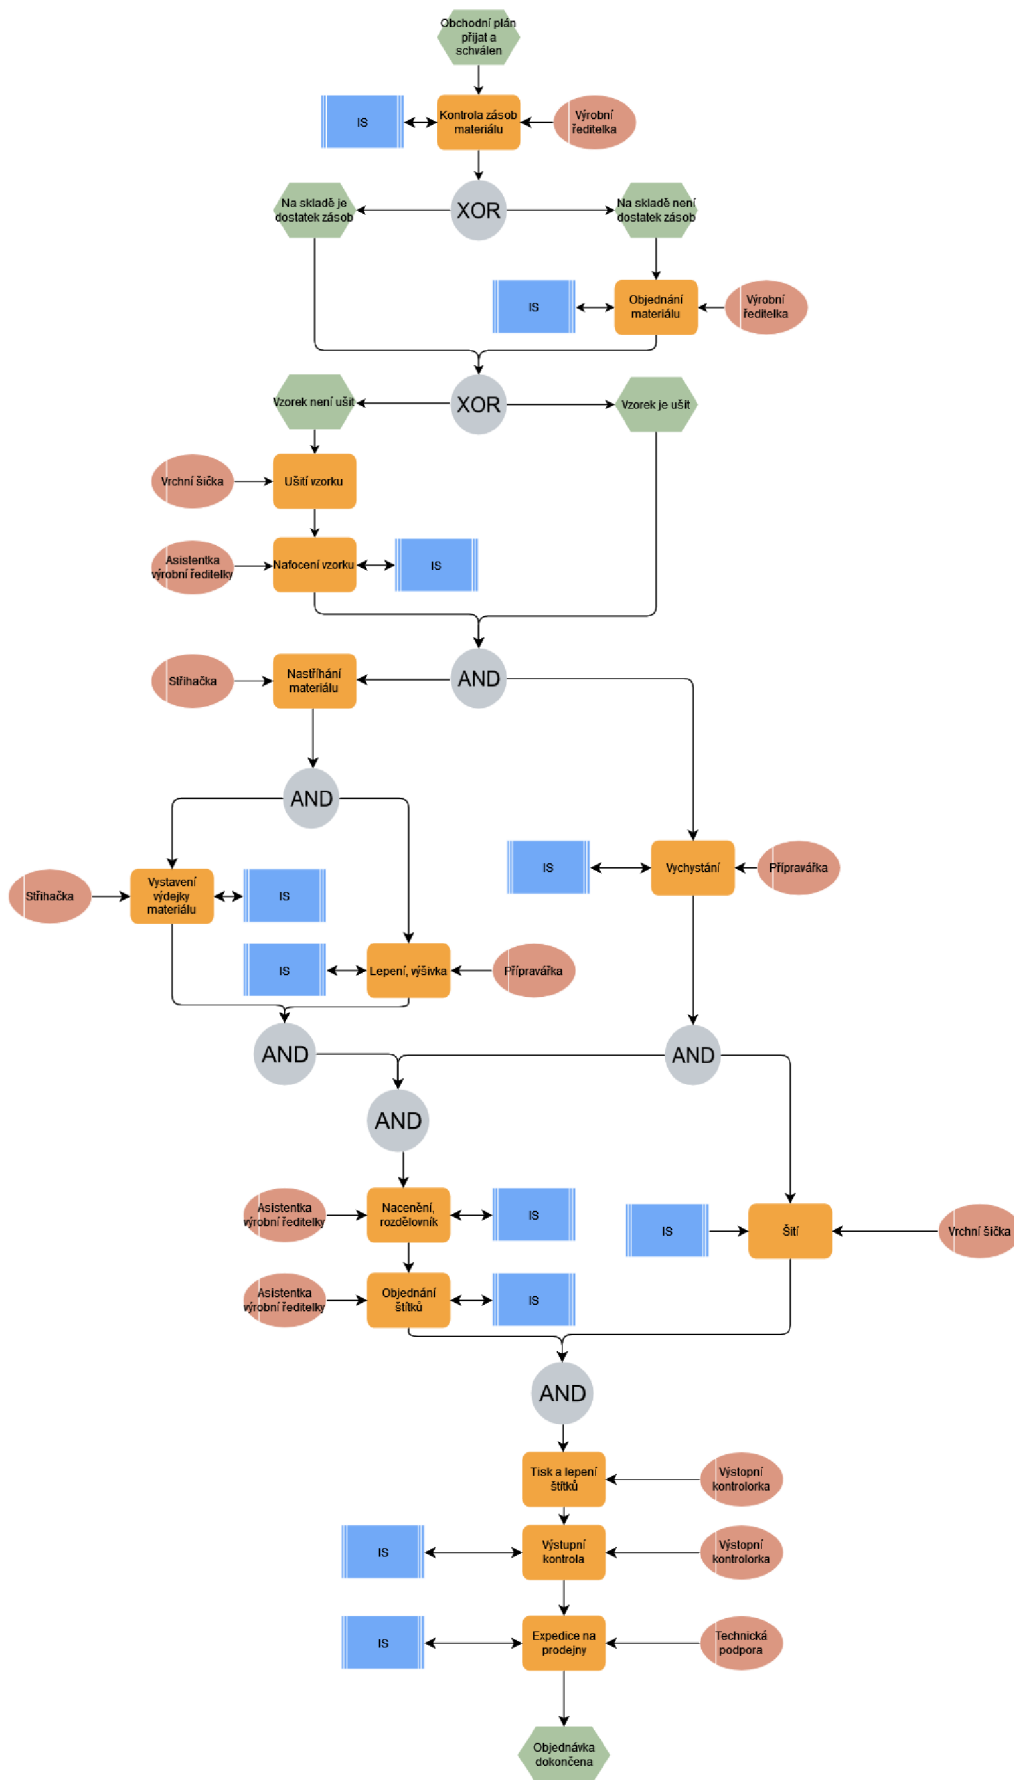 Obchodní plán
přijat a
schválen
IS
Kontrola zásob
materiálu
Výrobní
ředitelka
Na skladě je
dostatek zásob
XOR
Na skladě není
dostatek zásob
IS
Objednání
materiálu
Výrobní
ředitelka
Vzorek není ušit
XOR
Vzorek je ušit
Vrchní šička
Ušití vzorku
Asistentka
výrobní ředitelky
Nafocení vzorku
IS
Střihačka
Nastříhání
materiálu
AND
AND
IS
Vychystání
Přípravářka
Střihačka
Vystavení
výdejky
materiálu
IS
IS
Lepení, výšivka
Přípravářka
AND
AND
AND
Asistentka
výrobní ředitelky
Nacenění,
rozdělovník
IS
IS
Šití
Vrchní šička
Asistentka
výrobní ředitelky
Objednání
štítků
IS
AND
Tisk a lepení
štítků
Výstopní
kontrolorka
IS
Výstupní
kontrola
Výstopní
kontrolorka
IS
Expedice na
prodejny
Technická
podpora
Objednávka
dokončena